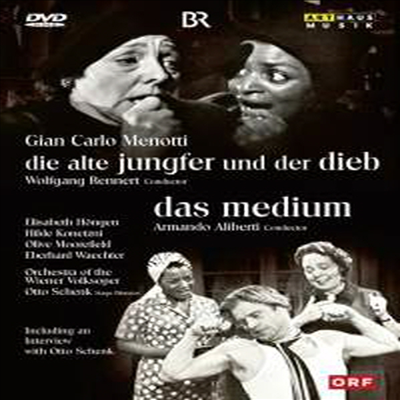 DVD
VIDEO
BR
ARTHAUS
MUSIK
Gian Carlo Menotti
die alte jungfer und der dieb
Wolfgang Rennert Conductor
das medium
Armando Aliberti Conductor
Elisabeth Höngen
Hilde Konetzni
Olive Moorefield
Eberhard Waechter
Orchestra of the
Wiener Volksoper
Otto Schenk Stage Director
Including an
Interview
with Otto Schenk
ORF